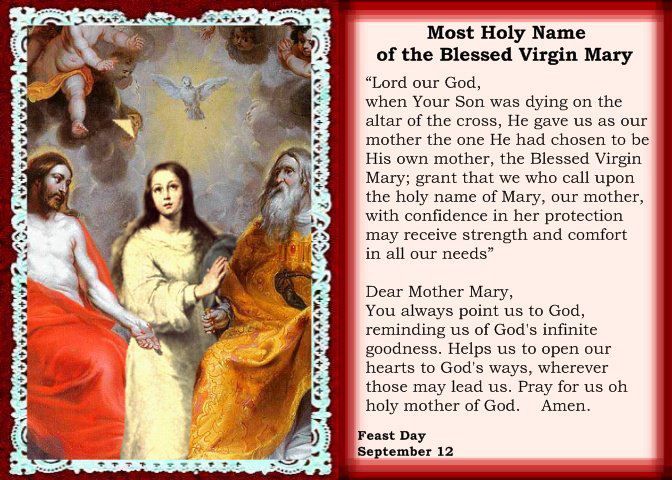 Most Holy Name
of the Blessed Virgin Mary
“Lord our God,
when Your Son was dying on the
altar of the cross, He gave us as our
mother the one He had chosen to be
His own mother, the Blessed Virgin
Mary; grant that we who call upon
the holy name of Mary, our mother,
with confidence in her protection
may receive strength and comfort
in all our needs”
Dear Mother Mary,
You always point us to God,
reminding us of God's infinite
goodness. Helps us to open our
hearts to God's ways, wherever
those may lead us. Pray for us oh
holy mother of God. Amen.
Feast Day
September 12